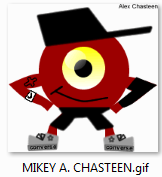 Alex Chasteen
converse
converse
MIKEY A. CHASTEEN.gif